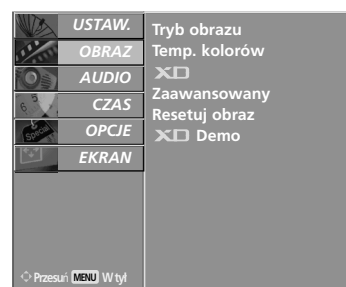 USTAW.
OBRAZ
AUDIO
CZAS
OPCJE
EKRAN
Tryb obrazu
Temp. kolorów
XD
Zaawansowany
Resetuj obraz
XD Demo
Special
Przesuń MENU W tył